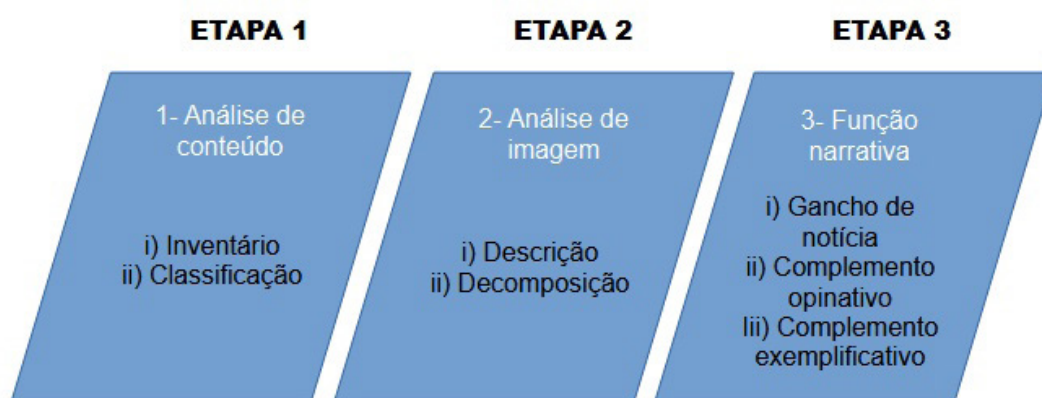 ETAPA 1
1- Análise de
conteúdo
i) Inventário
ii) Classificação
ETAPA 2
2- Análise de
imagem
i) Descrição
ii) Decomposição
ETAPA 3
3- Função
narrativa
i) Gancho de
notícia
ii) Complemento
opinativo
Iii) Complemento
exemplificativo